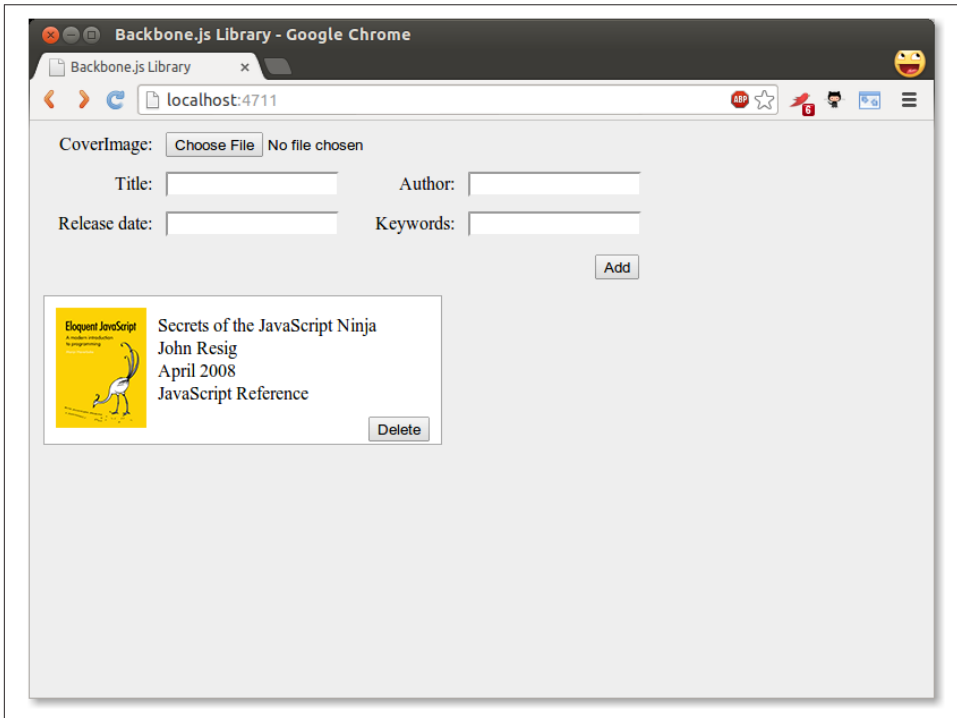 Backbone.js Library - Google Chrome
Backbone.js Library ×
localhost:4711
ABP
6
CoverImage: Choose File No file chosen
Title: Author:
Release date: Keywords:
Add
Eloquent JavaScript
A modern introduction
to programming
Secrets of the JavaScript Ninja
John Resig
April 2008
JavaScript Reference
Delete